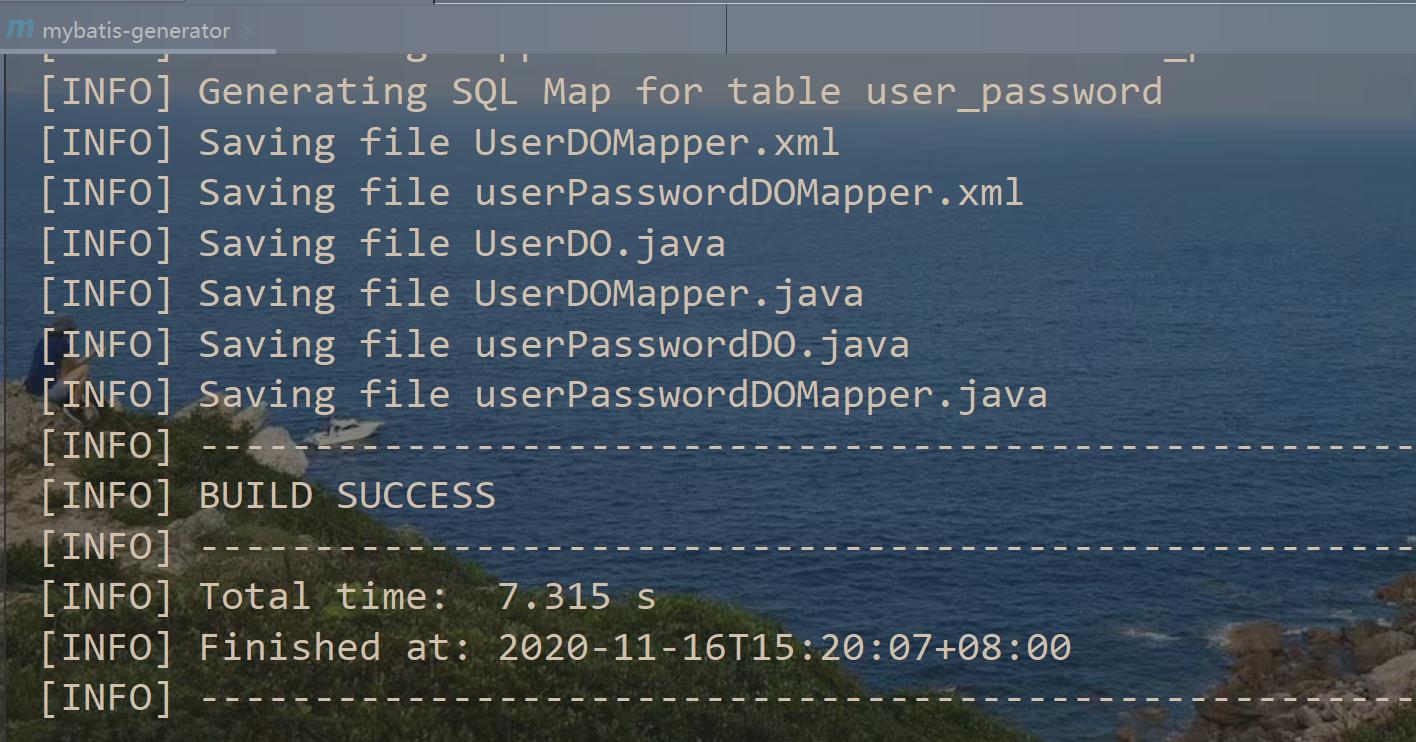 mybatis-generator
[INFO] Generating SQL Map for table user_password
[INFO] Saving file UserDOMapper.xml
[INFO] Saving file userPasswordDOMapper.xml
[INFO] Saving file UserDO.java
[INFO] Saving file UserDOMapper.java
[INFO] Saving file userPasswordDO.java
[INFO] Saving file userPasswordDOMapper.java
[INFO] -----------------------------------------------------
[INFO] BUILD SUCCESS
[INFO] -----------------------------------------------------
[INFO] Total time:  7.315 s
[INFO] Finished at: 2020-11-16T15:20:07+08:00
[INFO] -----------------------------------------------------